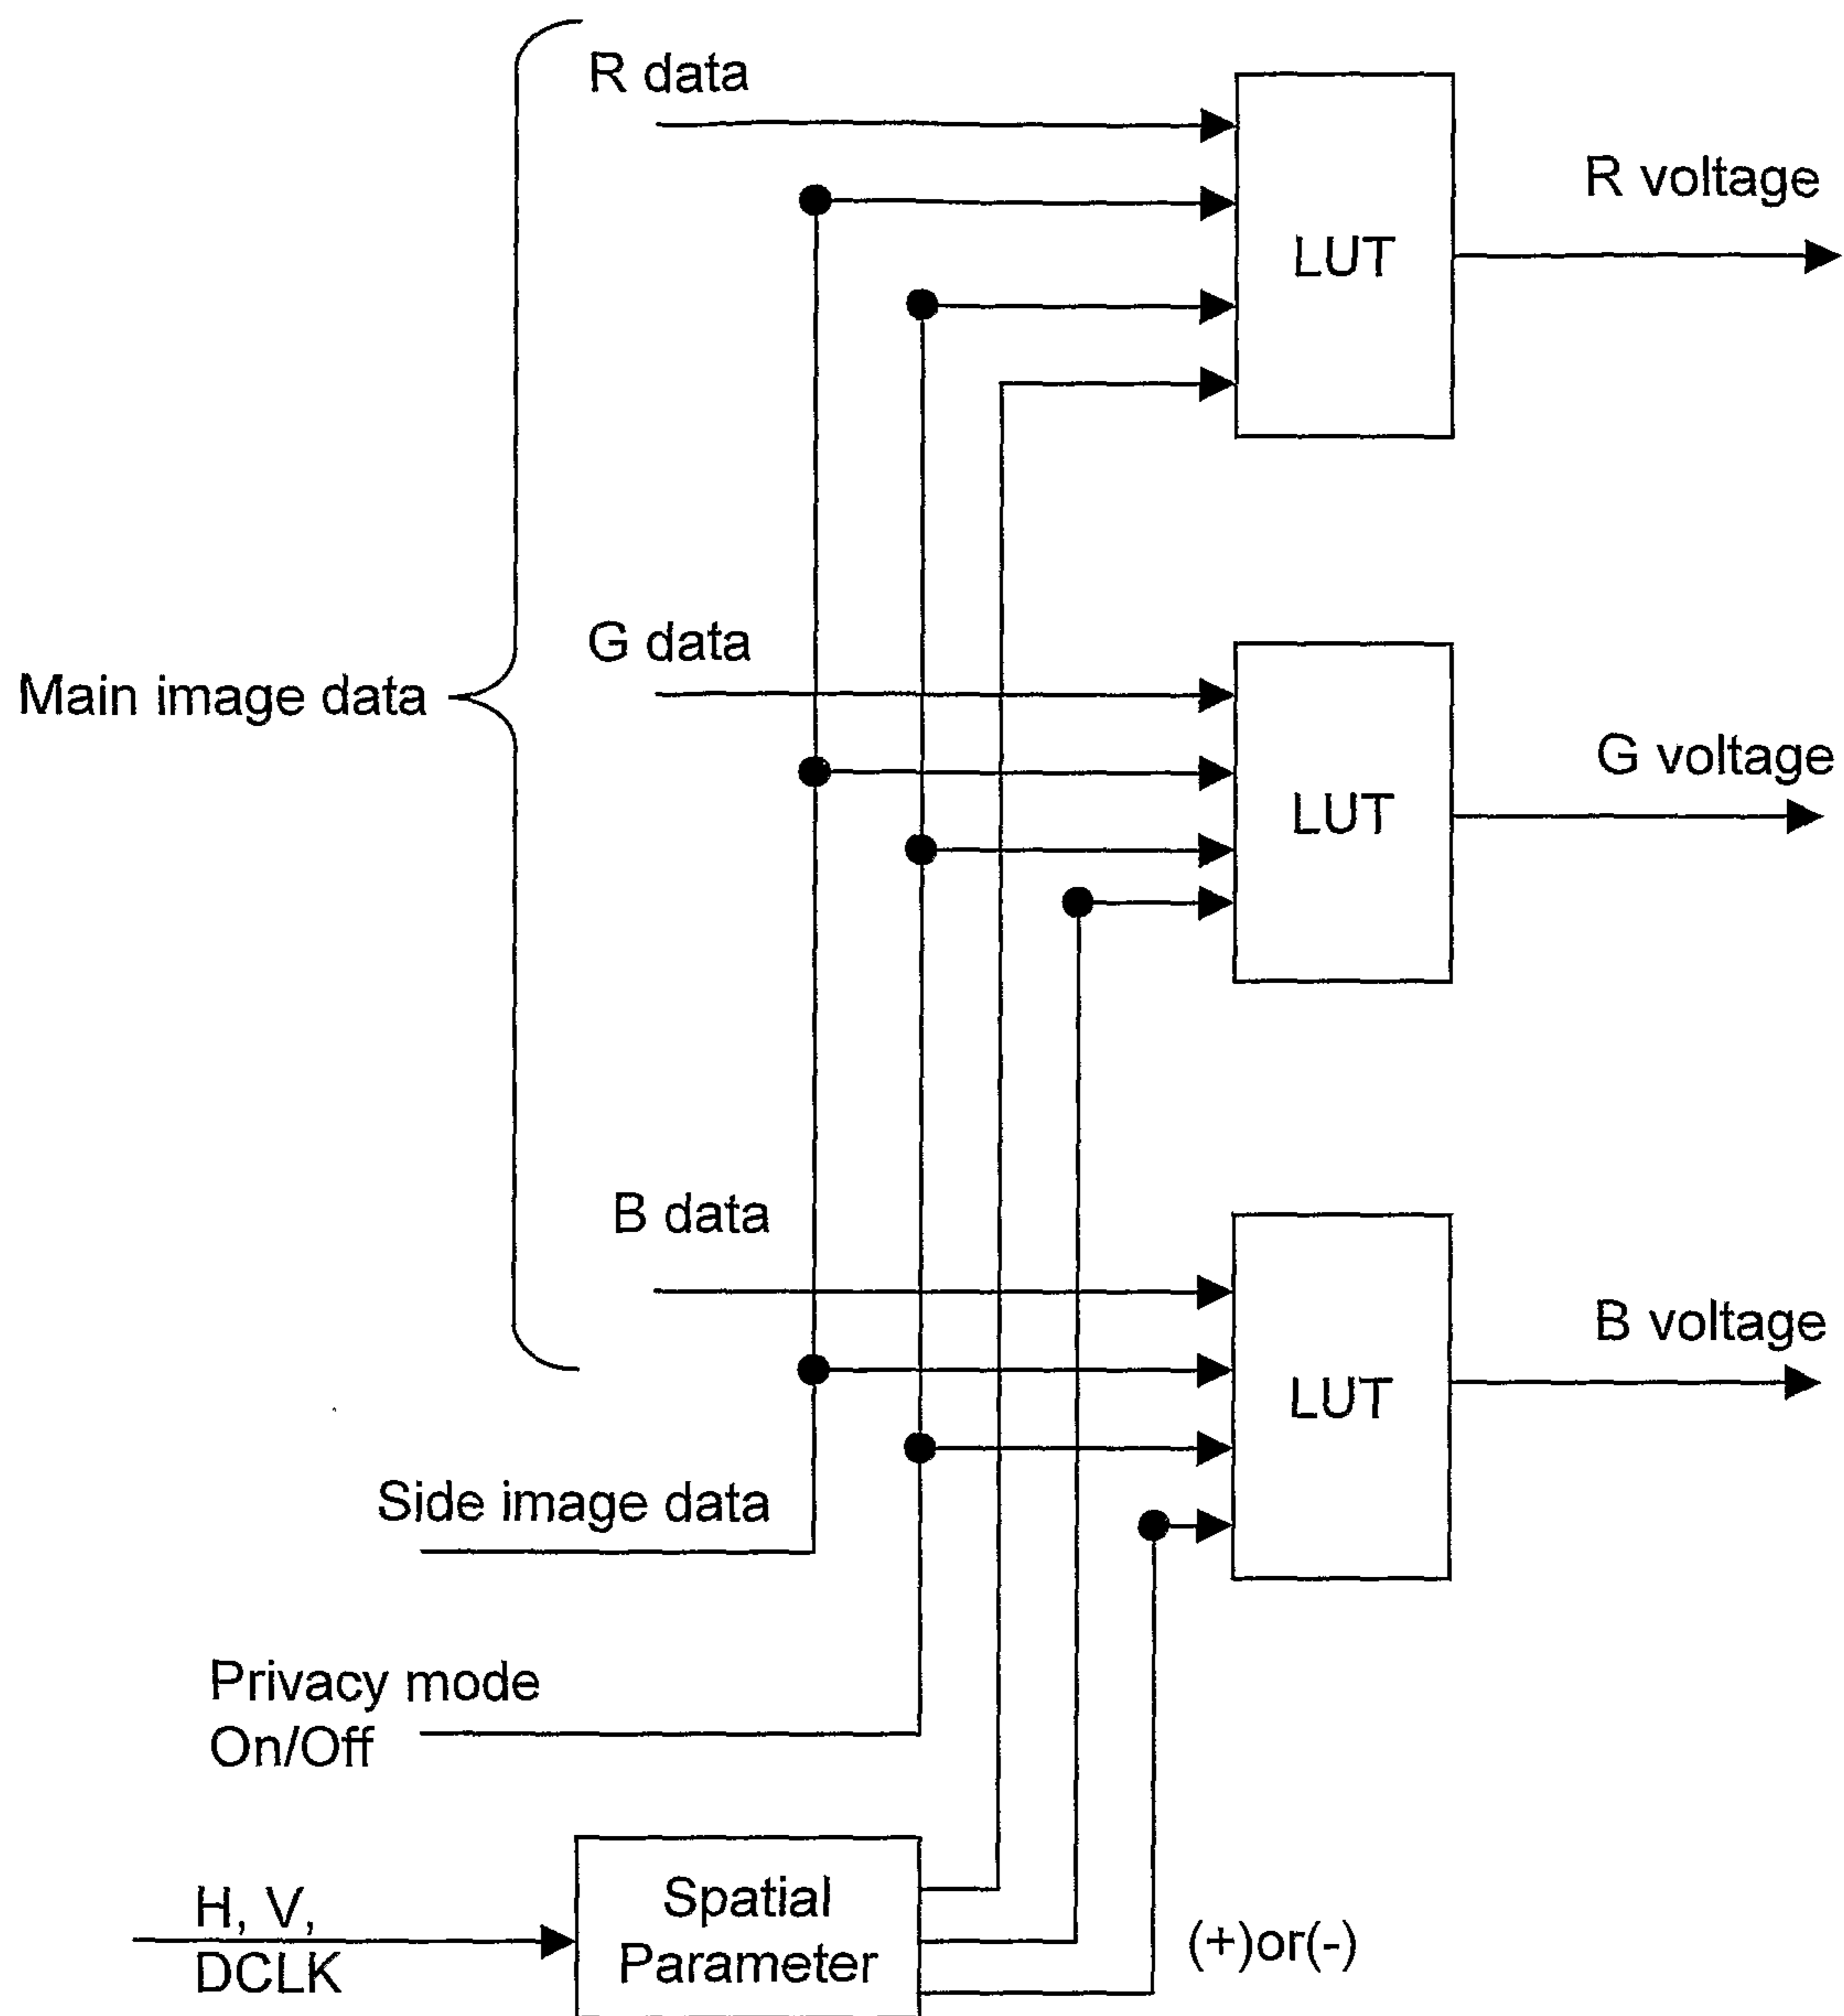 R data
R voltage
LUT
G data
Main image data
G voltage
LUT
B data
B voltage
LUT
Side image data
Privacy mode
On/Off
H, V,
DCLK
Spatial
Parameter
(+)or(-)